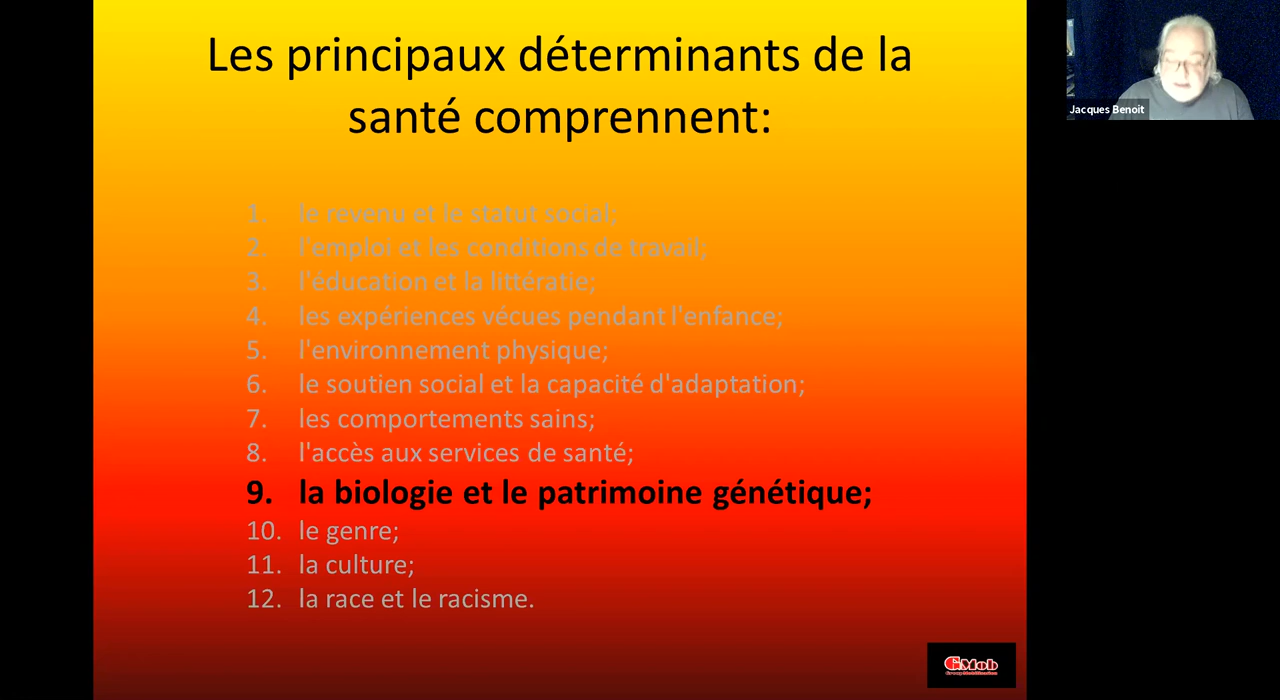 Les principaux déterminants de la
santé comprennent:
1. le revenu et le statut social;
2. l'emploi et les conditions de travail;
3. l'éducation et la littératie;
4. les expériences vécues pendant l'enfance;
5. l'environnement physique;
6. le soutien social et la capacité d'adaptation;
7. les comportements sains;
8. l'accès aux services de santé;
9. la biologie et le patrimoine génétique;
10. le genre;
11. la culture;
12. la race et le racisme.
Jacques Benoit
GMob